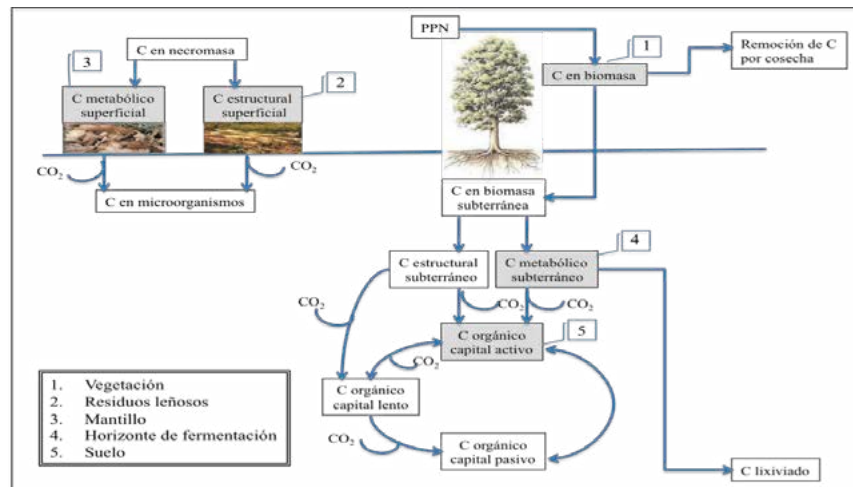 PPN
C en necromasa
1
Remoción de C
por cosecha
3
C en biomasa
2
C metabólico
superficial
C estructural
superficial
CO₂
CO₂
C en microorganismos
C en biomasa
subterránea
4
C estructural
subterráneo
C metabólico
subterráneo
CO₂
CO₂
CO₂
5
C orgánico
capital activo
CO₂
C orgánico
capital lento
1. Vegetación
2. Residuos leñosos
3. Mantillo
4. Horizonte de fermentación
5. Suelo
CO₂
C orgánico
capital pasivo
C lixiviado